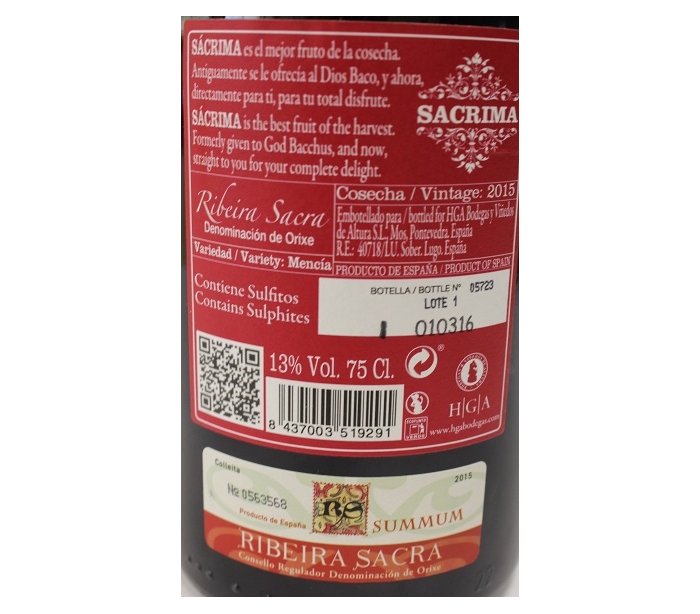 SÁCRIMA es el mejor fruto de la cosecha.
Antiguamente se le ofrecía al Dios Baco, y ahora,
directamente para ti, para tu total disfrute.
SÁCRIMA is the best fruit of the harvest.
Formerly given to God Bacchus, and now,
straight to you for your complete delight.
SACRIMA
Ribeira Sacra
Denominación de Orixe
Variedad / Variety: Mencía
Cosecha / Vintage: 2015
Embotellado para / bottled for HGA Bodegas y Viñedos
de Altura S.L. Mos, Pontevedra. España
R.E.: 40718/LU. Sober. Lugo. España
PRODUCTO DE ESPAÑA / PRODUCT OF SPAIN
Contiene Sulfitos
Contains Sulphites
BOTELLA / BOTTLE Nº 05723
LOTE 1
010316
13% Vol. 75 Cl.
®
8 437003 519291
H|G|A
www.hgabodegas.com
Colleita
2015
Nº 0563568
Producto de España
RS
SUMMUM
RIBEIRA SACRA
Consello Regulador Denominación de Orixe